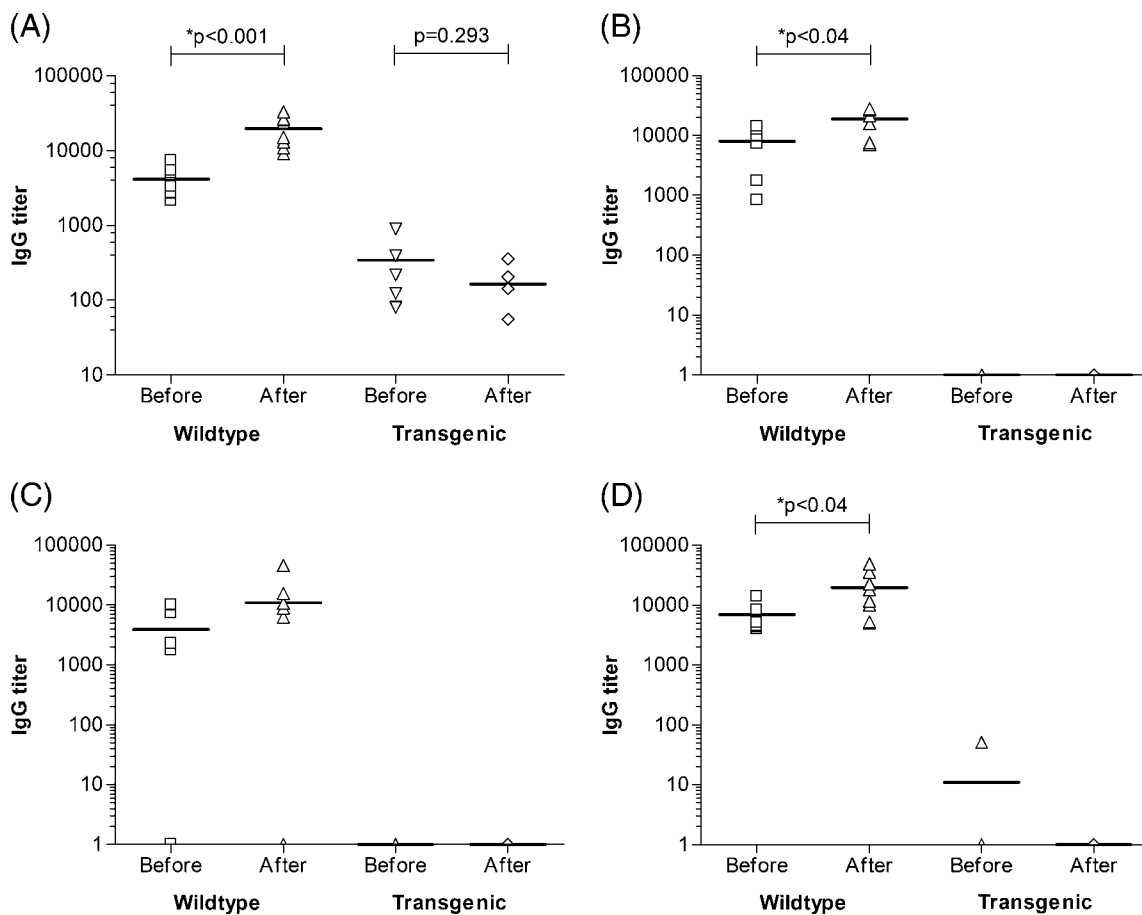 (A)
*p<0.001
p=0.293
100000
10000
1000
100
10
IgG titer
Before After Before After
Wildtype Transgenic
(B)
*p<0.04
100000
10000
1000
100
10
1
IgG titer
Before After Before After
Wildtype Transgenic
(C)
100000
10000
1000
100
10
1
IgG titer
Before After Before After
Wildtype Transgenic
(D)
*p<0.04
100000
10000
1000
100
10
1
IgG titer
Before After Before After
Wildtype Transgenic